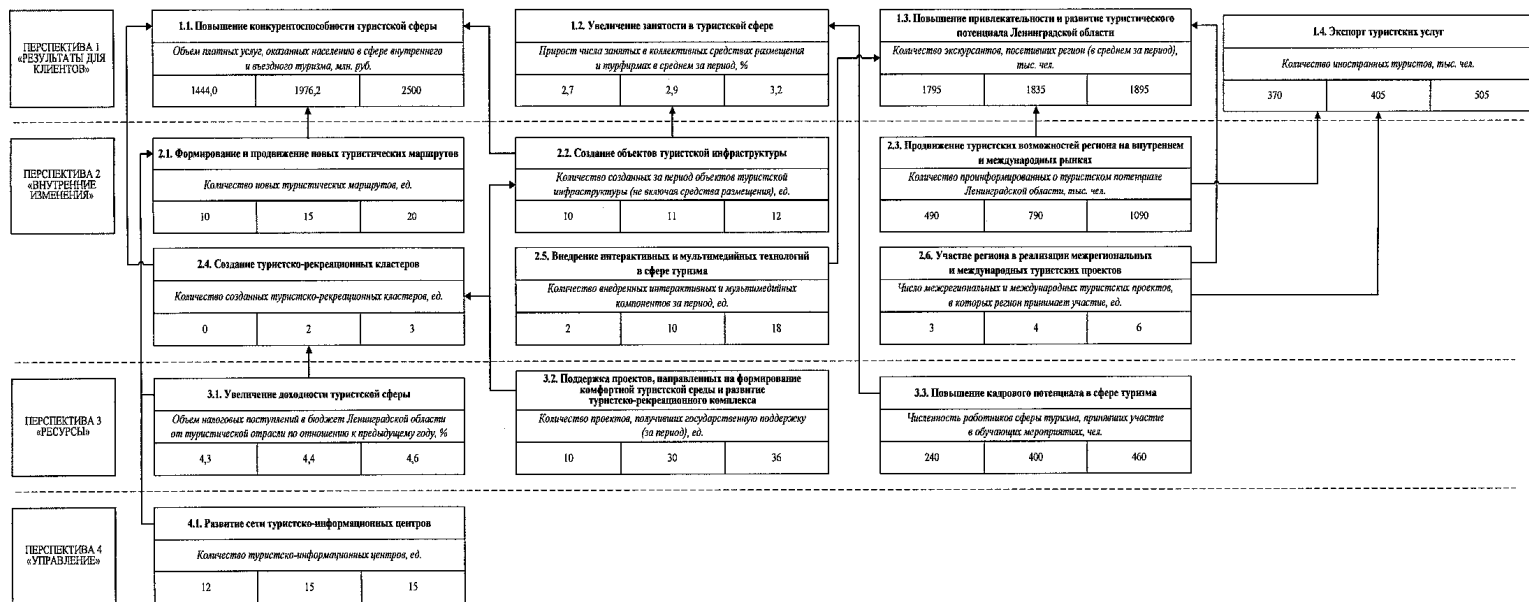 ПЕРСПЕКТИВА 1
«РЕЗУЛЬТАТЫ ДЛЯ
КЛИЕНТОВ»
1.1. Повышение конкурентоспособности туристской сферы
Объем платных услуг, оказанных населению в сфере внутреннего
и въездного туризма, млн. руб.
1444,0
1976,2
2500
1.2. Увеличение занятости в туристской сфере
Прирост числа занятых в коллективных средствах размещения
и турфирмах в среднем за период, %
2,7
2,9
3,2
1.3. Повышение привлекательности и развитие туристического
потенциала Ленинградской области
Количество экскурсантов, посетивших регион (в среднем за период),
тыс. чел.
1795
1835
1895
1.4. Экспорт туристских услуг
Количество иностранных туристов, тыс. чел.
370
405
505
ПЕРСПЕКТИВА 2
«ВНУТРЕННИЕ
ИЗМЕНЕНИЯ»
2.1. Формирование и продвижение новых туристических маршрутов
Количество новых туристических маршрутов, ед.
10
15
20
2.2. Создание объектов туристской инфраструктуры
Количество созданных за период объектов туристской
инфраструктуры (не включая средства размещения), ед.
10
11
12
2.3. Продвижение туристских возможностей региона на внутреннем
и международных рынках
Количество проинформированных о туристском потенциале
Ленинградской области, тыс. чел.
490
790
1090
2.4. Создание туристско-рекреационных кластеров
Количество созданных туристско-рекреационных кластеров, ед.
0
2
3
2.5. Внедрение интерактивных и мультимедийных технологий
в сфере туризма
Количество внедренных интерактивных и мультимедийных
компонентов за период, ед.
2
10
18
2.6. Участие региона в реализации межрегиональных
и международных туристских проектов
Число межрегиональных и международных туристских проектов,
в которых регион принимает участие, ед.
3
4
6
ПЕРСПЕКТИВА 3
«РЕСУРСЫ»
3.1. Увеличение доходности туристской сферы
Объем налоговых поступлений в бюджет Ленинградской области
от туристической отрасли по отношению к предыдущему году, %
4,3
4,4
4,6
3.2. Поддержка проектов, направленных на формирование
комфортной туристской среды и развитие
туристско-рекреационного комплекса
Количество проектов, получивших государственную поддержку
(за период), ед.
10
30
36
3.3. Повышение кадрового потенциала в сфере туризма
Численность работников сферы туризма, принявших участие
в обучающих мероприятиях, чел.
240
400
460
ПЕРСПЕКТИВА 4
«УПРАВЛЕНИЕ»
4.1. Развитие сети туристско-информационных центров
Количество туристско-информационных центров, ед.
12
15
15